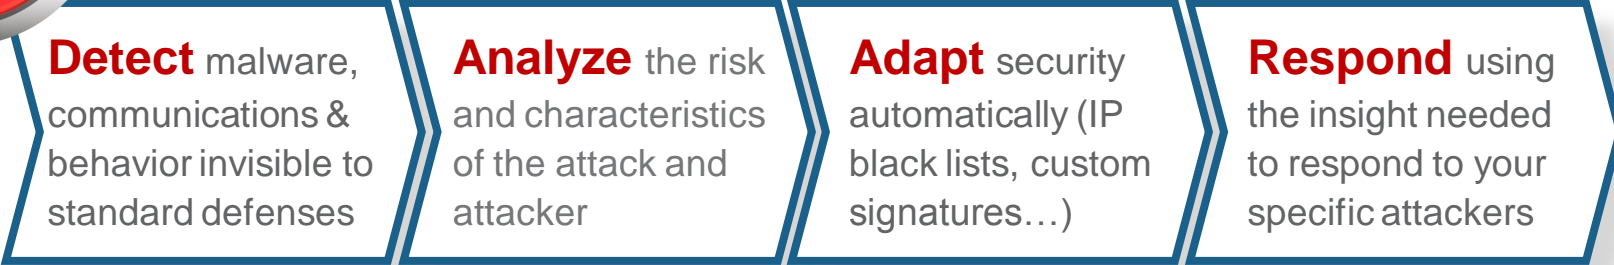 Detect malware,
communications &
behavior invisible to
standard defenses
Analyze the risk
and characteristics
of the attack and
attacker
Adapt security
automatically (IP
black lists, custom
signatures…)
Respond using
the insight needed
to respond to your
specific attackers